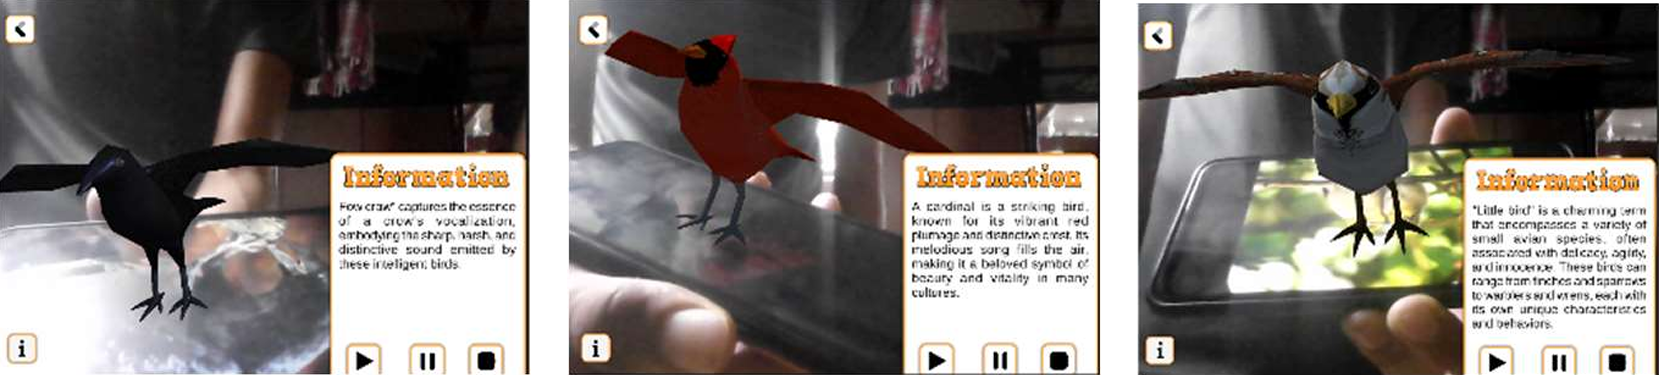 Information
Fow craw" captures the essence
of a crow's vocalization,
embodying the sharp, harsh, and
distinctive sound emitted by
these intelligent birds.
i
Information
A cardinal is a striking bird,
known for its vibrant red
plumage and distinctive crest. Its
melodious song fills the air,
making it a beloved symbol of
beauty and vitality in many
cultures.
i
Information
"Little bird" is a charming term
that encompasses a variety of
small avian species, often
associated with delicacy, agility,
and innocence. These birds can
range from finches and sparrows
to warblers and wrens, each with
its own unique characteristics
and behaviors.
i